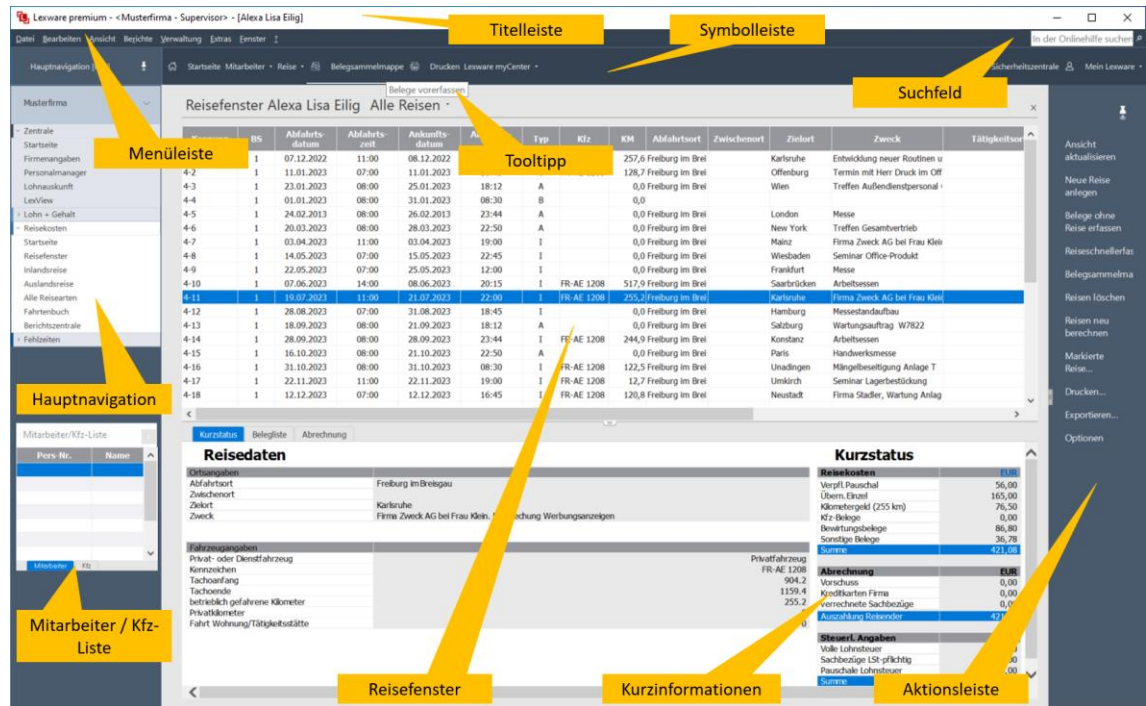 Lexware premium - <Musterfirma - Supervisor> - [Alexa Lisa Eilig]
Titelleiste
Symbolleiste
Datei Bearbeiten Ansicht Berichte Verwaltung Extras Fenster ?
In der Onlinehilfe suchen
Hauptnavigation
Startseite Mitarbeiter Reise Belegsammelmappe Drucken Lexware myCenter
Sicherheitszentrale Mein Lexware
Belege vorerfassen
Suchfeld
Musterfirma
Reisefenster Alexa Lisa Eilig Alle Reisen
Menüleiste
Tooltipp
Zentrale
Startseite
Firmenangaben
Personalmanager
Lohnauskunft
LexView
Lohn + Gehalt
Reisekosten
Startseite
Reisefenster
Inlandsreise
Auslandsreise
Alle Reisearten
Fahrtenbuch
Berichtszentrale
Fehlzeiten
Hauptnavigation
BS Abfahrts-datum Abfahrts-zeit Ankunfts-datum Typ Kfz KM Abfahrtsort Zwischenort Zielort Zweck Tätigkeitsor
1 07.12.2022 11:00 08.12.2022 257,6 Freiburg im Brei Karlsruhe Entwicklung neuer Routinen u
4-2 1 11.01.2023 07:00 11.01.2023 128,7 Freiburg im Brei Offenburg Termin mit Herr Druck im Off
4-3 1 23.01.2023 08:00 25.01.2023 18:12 A 0,0 Freiburg im Brei Wien Treffen Außendienstpersonal
4-4 1 01.01.2023 08:00 31.01.2023 08:30 B 0,0
4-5 1 24.02.2013 08:00 26.02.2013 23:44 A 0,0 Freiburg im Brei London Messe
4-6 1 20.03.2023 08:00 28.03.2023 22:50 A 0,0 Freiburg im Brei New York Treffen Gesamtvertrieb
4-7 1 03.04.2023 11:00 03.04.2023 19:00 I 0,0 Freiburg im Brei Mainz Firma Zweck AG bei Frau Klein
4-8 1 14.05.2023 07:00 15.05.2023 22:45 I 0,0 Freiburg im Brei Wiesbaden Seminar Office-Produkt
4-9 1 22.05.2023 07:00 25.05.2023 12:00 I 0,0 Freiburg im Brei Frankfurt Messe
4-10 1 07.06.2023 14:00 08.06.2023 20:15 I FR-AE 1208 517,9 Freiburg im Brei Saarbrücken Arbeitsessen
4-11 1 19.07.2023 11:00 21.07.2023 22:00 I FR-AE 1208 255,2 Freiburg im Brei Karlsruhe Firma Zweck AG bei Frau Klein
4-12 1 28.08.2023 07:00 31.08.2023 18:45 I 0,0 Freiburg im Brei Hamburg Messestandaufbau
4-13 1 18.09.2023 08:00 21.09.2023 18:12 A 0,0 Freiburg im Brei Salzburg Wartungsauftrag W7822
4-14 1 28.09.2023 08:00 28.09.2023 23:44 I FR-AE 1208 244,9 Freiburg im Brei Konstanz Arbeitsessen
4-15 1 16.10.2023 08:00 21.10.2023 22:50 A 0,0 Freiburg im Brei Paris Handwerksmesse
4-16 1 31.10.2023 08:00 31.10.2023 08:30 I FR-AE 1208 122,5 Freiburg im Brei Unadingen Mängelbeseitigung Anlage T
4-17 1 22.11.2023 11:00 22.11.2023 19:00 I FR-AE 1208 12,7 Freiburg im Brei Umkirch Seminar Lagerbestückung
4-18 1 12.12.2023 07:00 12.12.2023 16:45 I FR-AE 1208 120,8 Freiburg im Brei Neustadt Firma Stadler, Wartung Anlag
Ansicht
aktualisieren
Neue Reise
anlegen
Belege ohne
Reise erfassen
Reiseschnellerfas
Belegsammelma
Reisen löschen
Reisen neu
berechnen
Markierte
Reise...
Drucken...
Exportieren...
Optionen
Mitarbeiter/Kfz-Liste
Pers-Nr. Name
Mitarbeiter Kfz
Mitarbeiter / Kfz-
Liste
Kurzstatus Belegliste Abrechnung
Reisedaten
Ortsangaben
Abfahrtsort Freiburg im Breisgau
Zwischenort
Zielort Karlsruhe
Zweck Firma Zweck AG bei Frau Klein. Werbungsanzeigen
Fahrzeugangaben
Privat- oder Dienstfahrzeug Privatfahrzeug
Kennzeichen FR-AE 1208
Tachoanfang 904.2
Tachoende 1159.4
betrieblich gefahrene Kilometer 255.2
Privatkilometer
Fahrt Wohnung/Tätigkeitsstätte 0
Kurzstatus
Reisekosten EUR
Verpfl.Pauschal 56,00
Übern.Einzel 165,00
Kilometergeld (255 km) 76,50
Kfz-Belege 0,00
Bewirtungsbelege 86,80
Sonstige Belege 36,78
Summe 421,08
Abrechnung EUR
Vorschuss 0,00
Kreditkarten Firma 0,00
verrechnete Sachbezüge 0,00
Auszahlung Reisender
Steuerl. Angaben
Volle Lohnsteuer
Sachbezüge LSt-pflichtig
Pauschale Lohnsteuer
Summe
Reisefenster
Kurzinformationen
Aktionsleiste